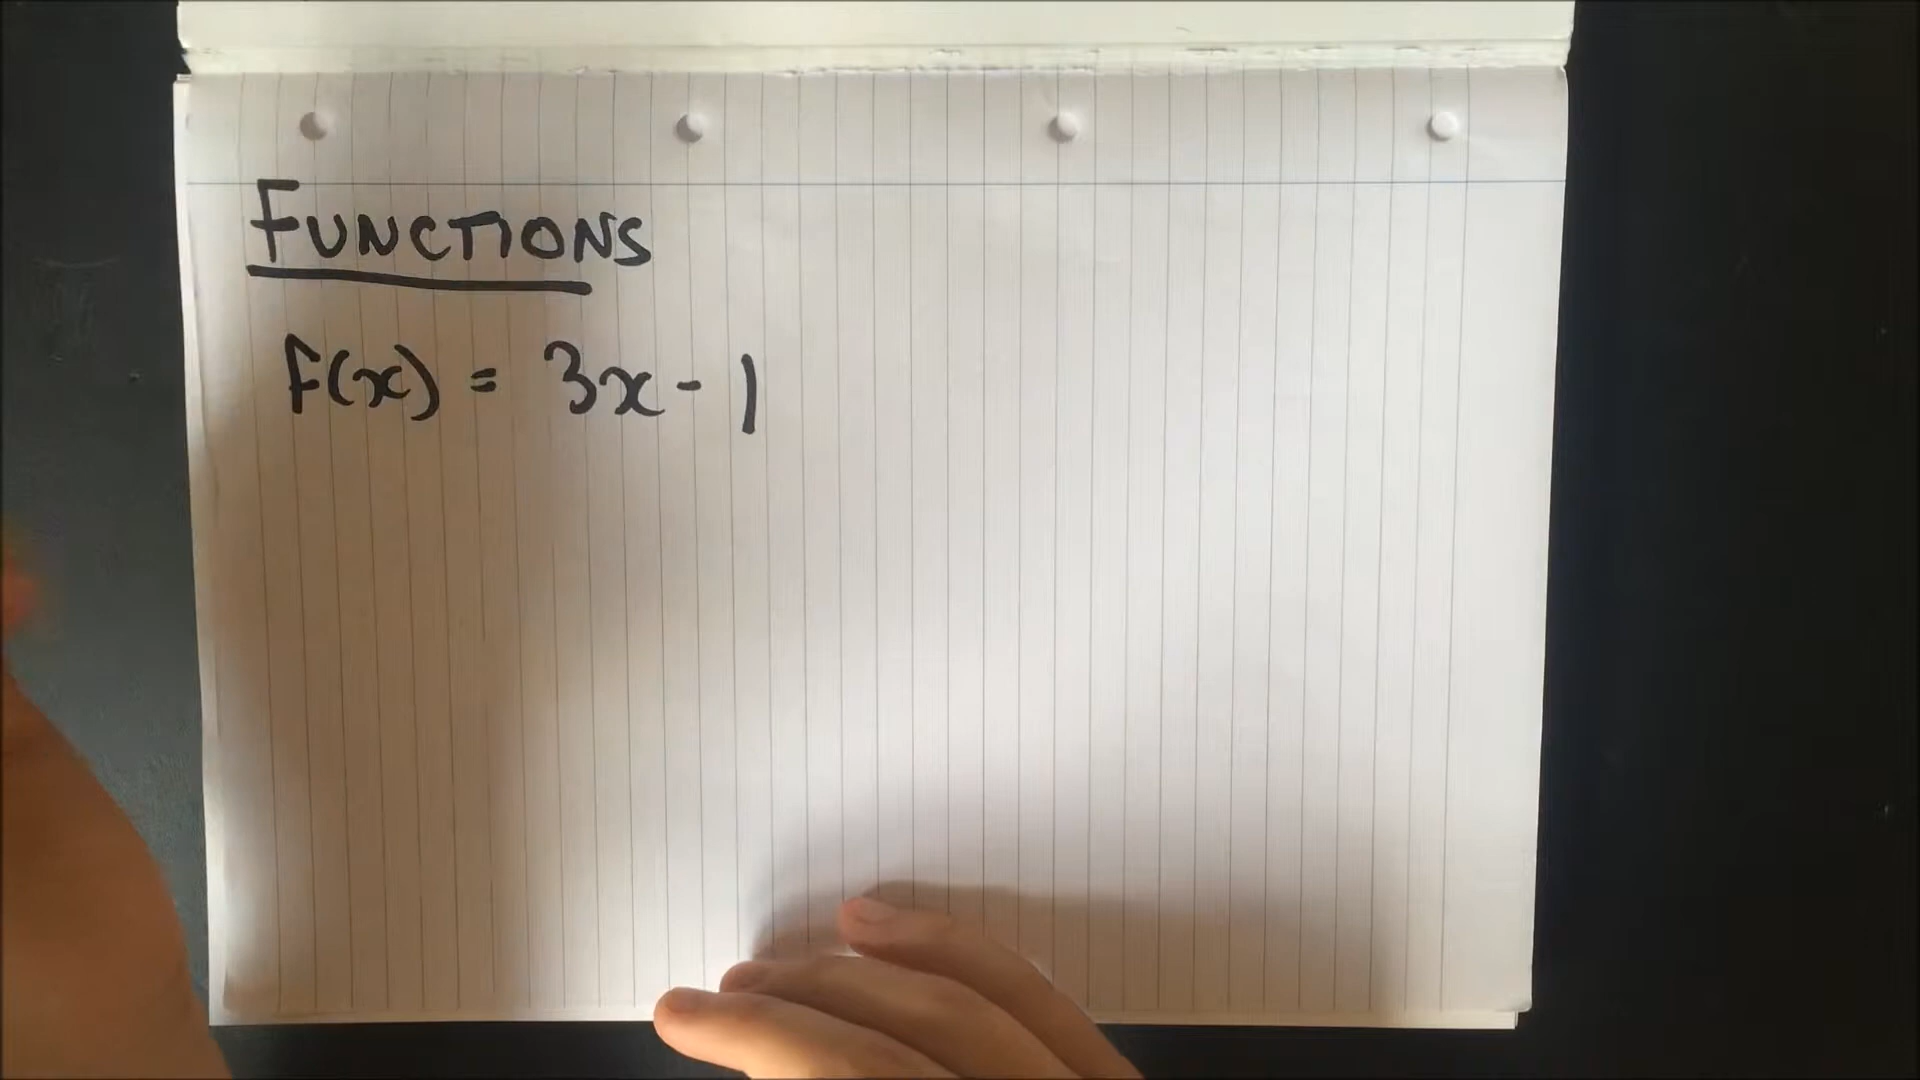 FUNCTIONS
F(x) = 3x - 1